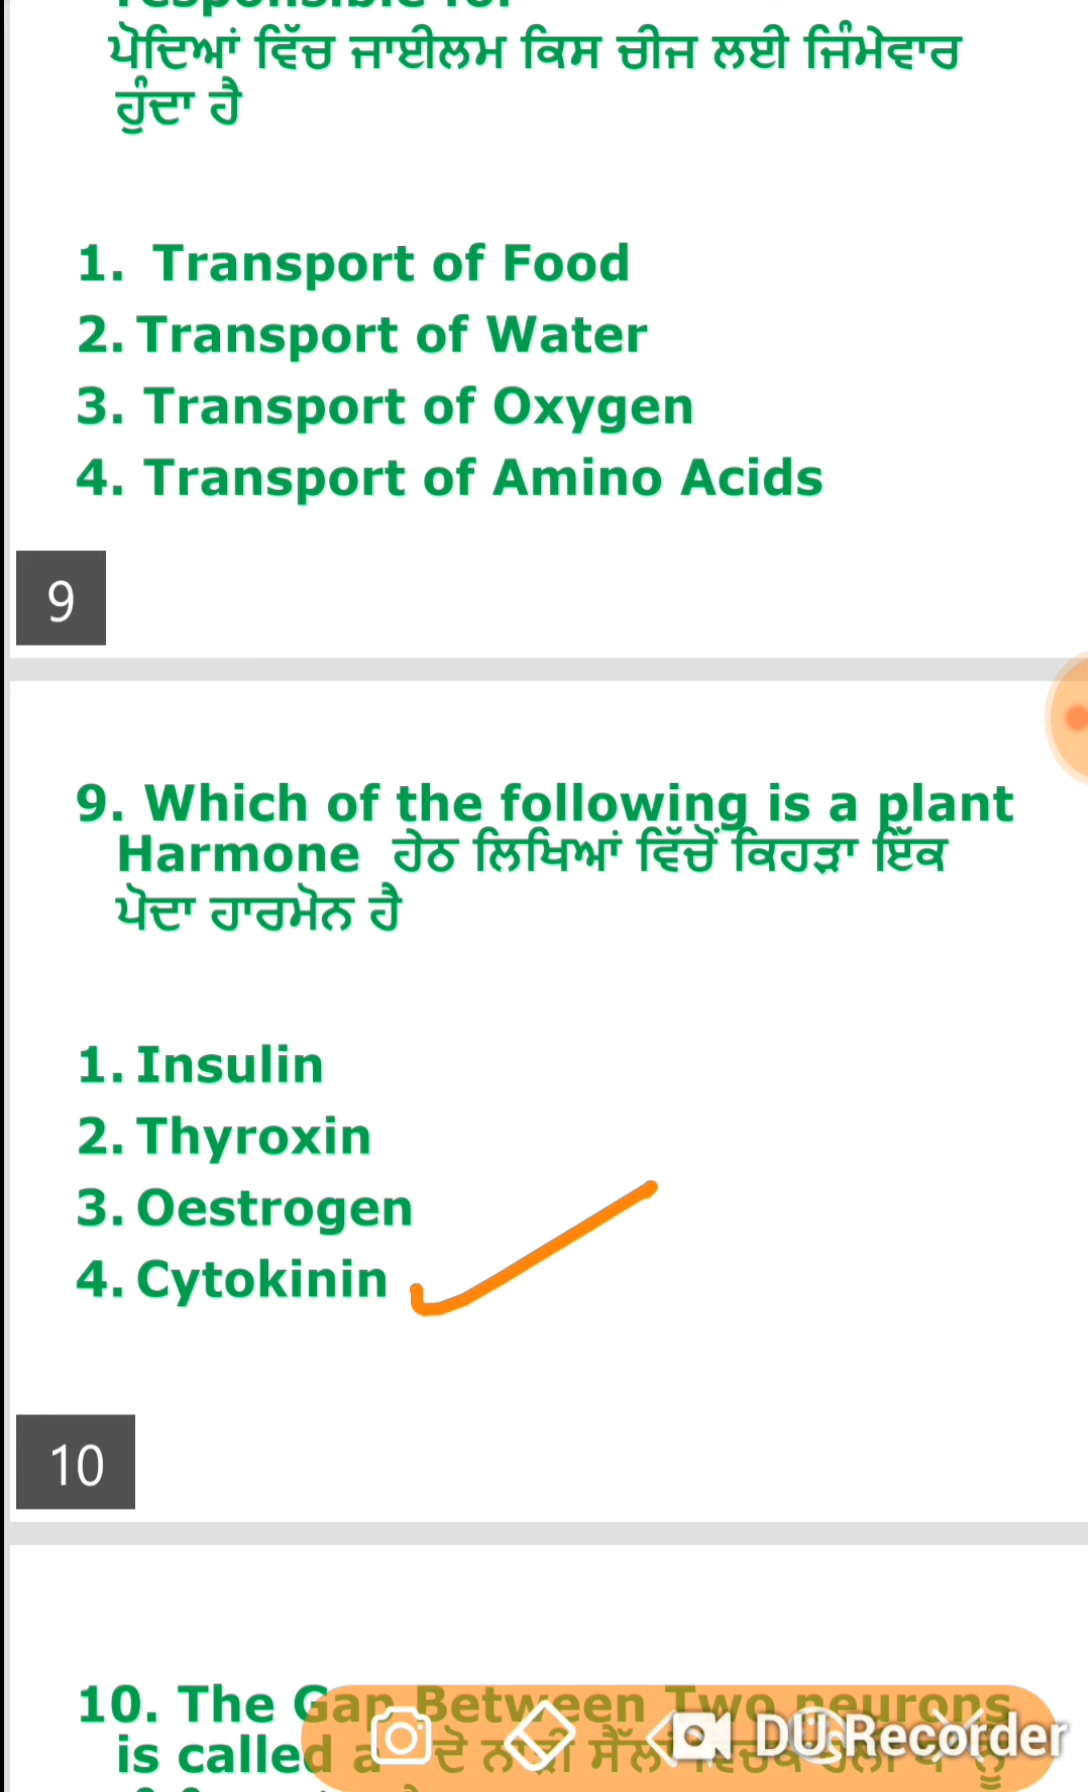 responsible for
ਪੋਦਿਆਂ ਵਿੱਚ ਜਾਈਲਮ ਕਿਸ ਚੀਜ ਲਈ ਜਿੰਮੇਵਾਰ
ਹੁੰਦਾ ਹੈ
1. Transport of Food
2. Transport of Water
3. Transport of Oxygen
4. Transport of Amino Acids
9
9. Which of the following is a plant
Harmone ਹੇਠ ਲਿਖਿਆਂ ਵਿੱਚੋਂ ਕਿਹੜਾ ਇੱਕ
ਪੋਦਾ ਹਾਰਮੋਨ ਹੈ
1. Insulin
2. Thyroxin
3. Oestrogen
4. Cytokinin
10
10. The Gap Between Two neurons
is called a ਦੋ
DU Recorder